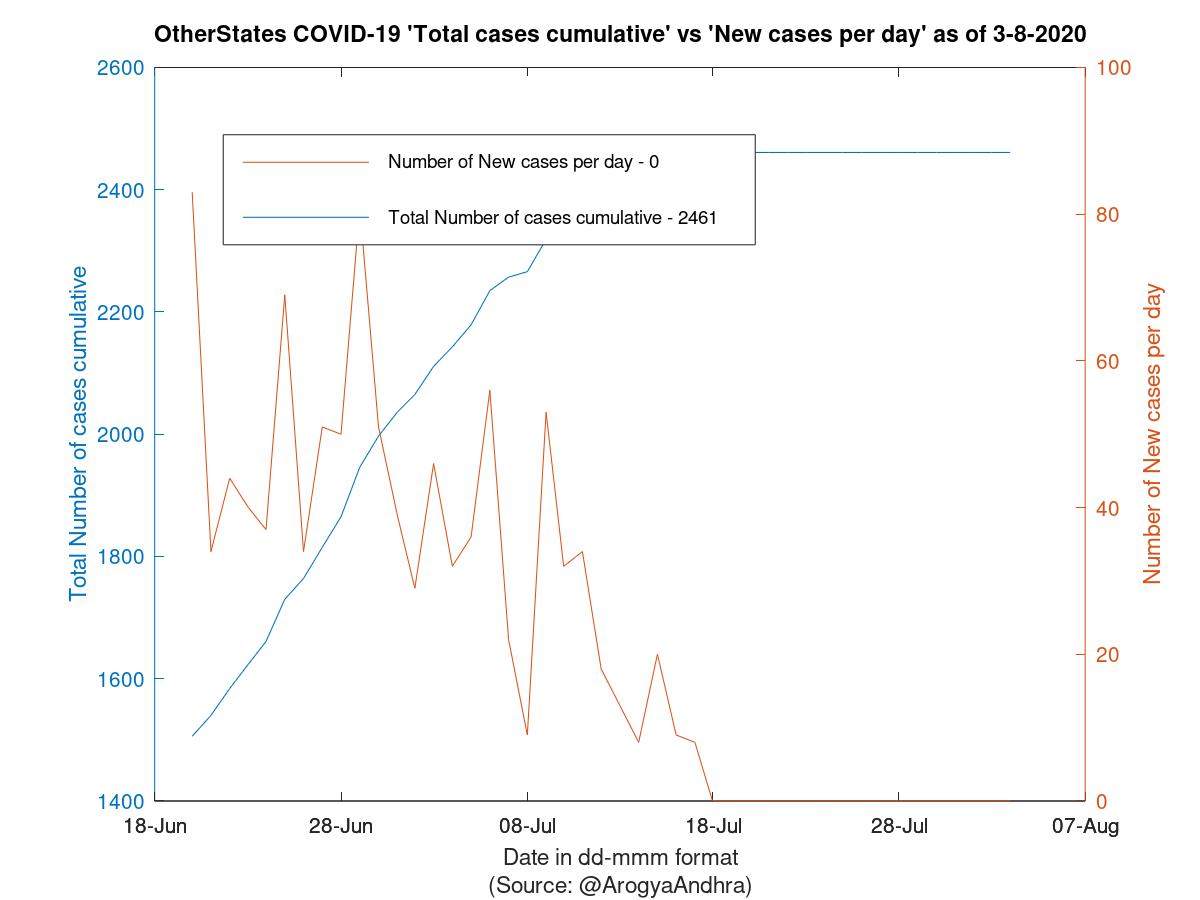 OtherStates COVID-19 'Total cases cumulative' vs 'New cases per day' as of 3-8-2020
2600
2400
2200
2000
1800
1600
1400
Total Number of cases cumulative
Number of New cases per day - 0
Total Number of cases cumulative - 2461
100
80
60
40
20
0
Number of New cases per day
18-Jun 28-Jun 08-Jul 18-Jul 28-Jul 07-Aug
Date in dd-mmm format
(Source: @ArogyaAndhra)